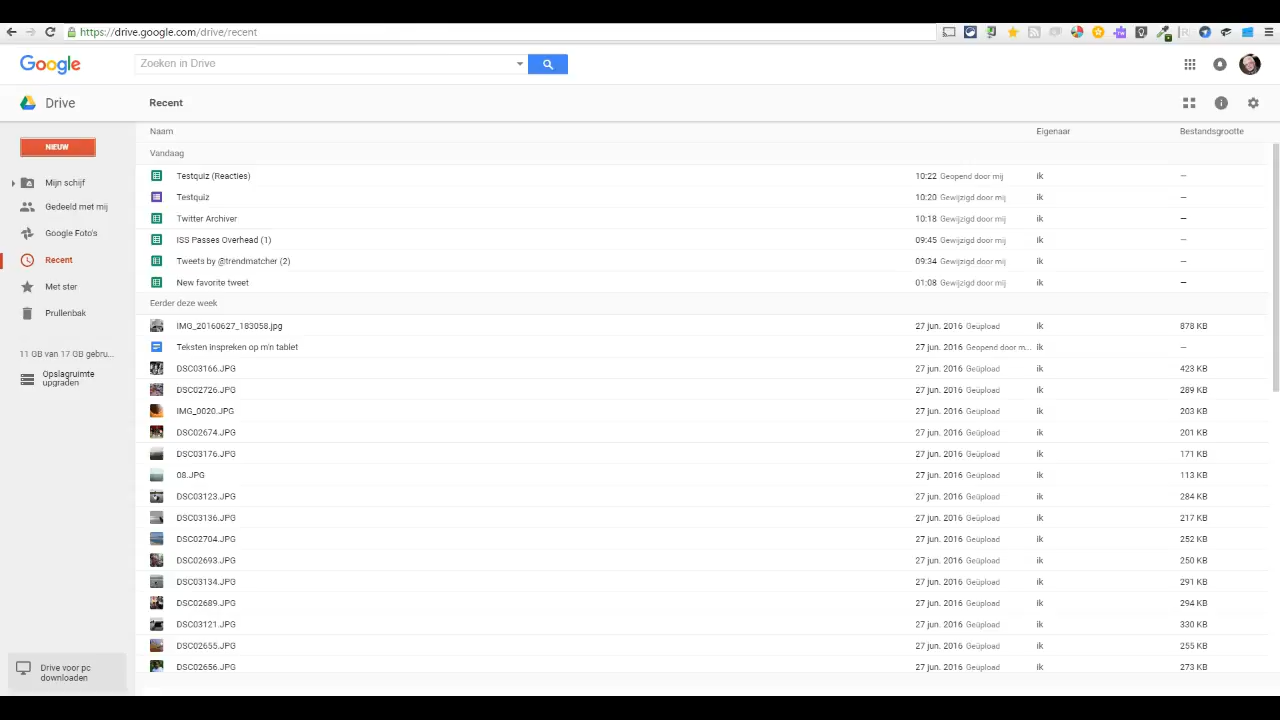 https://drive.google.com/drive/recent
Google
Zoeken in Drive
Drive
Recent
NIEUW
Mijn schijf
Gedeeld met mij
Google Foto's
Recent
Met ster
Prullenbak
11 GB van 17 GB gebru...
Opslagruimte
upgraden
Drive voor pc
downloaden
Naam Eigenaar Bestandsgrootte
Vandaag
Testquiz (Reacties) 10:22 Geopend door mij ik —
Testquiz 10:20 Gewijzigd door mij ik —
Twitter Archiver 10:18 Gewijzigd door mij ik —
ISS Passes Overhead (1) 09:45 Gewijzigd door mij ik —
Tweets by @trendmatcher (2) 09:34 Gewijzigd door mij ik —
New favorite tweet 01:08 Gewijzigd door mij ik —
Eerder deze week
IMG_20160627_183058.jpg 27 jun. 2016 Geüpload ik 878 KB
Teksten inspreken op m'n tablet 27 jun. 2016 Geopend door m... ik —
DSC03166.JPG 27 jun. 2016 Geüpload ik 423 KB
DSC02726.JPG 27 jun. 2016 Geüpload ik 289 KB
IMG_0020.JPG 27 jun. 2016 Geüpload ik 203 KB
DSC02674.JPG 27 jun. 2016 Geüpload ik 201 KB
DSC03176.JPG 27 jun. 2016 Geüpload ik 171 KB
08.JPG 27 jun. 2016 Geüpload ik 113 KB
DSC03123.JPG 27 jun. 2016 Geüpload ik 284 KB
DSC03136.JPG 27 jun. 2016 Geüpload ik 217 KB
DSC02704.JPG 27 jun. 2016 Geüpload ik 252 KB
DSC02693.JPG 27 jun. 2016 Geüpload ik 250 KB
DSC03134.JPG 27 jun. 2016 Geüpload ik 291 KB
DSC02689.JPG 27 jun. 2016 Geüpload ik 294 KB
DSC03121.JPG 27 jun. 2016 Geüpload ik 330 KB
DSC02655.JPG 27 jun. 2016 Geüpload ik 255 KB
DSC02656.JPG 27 jun. 2016 Geüpload ik 273 KB